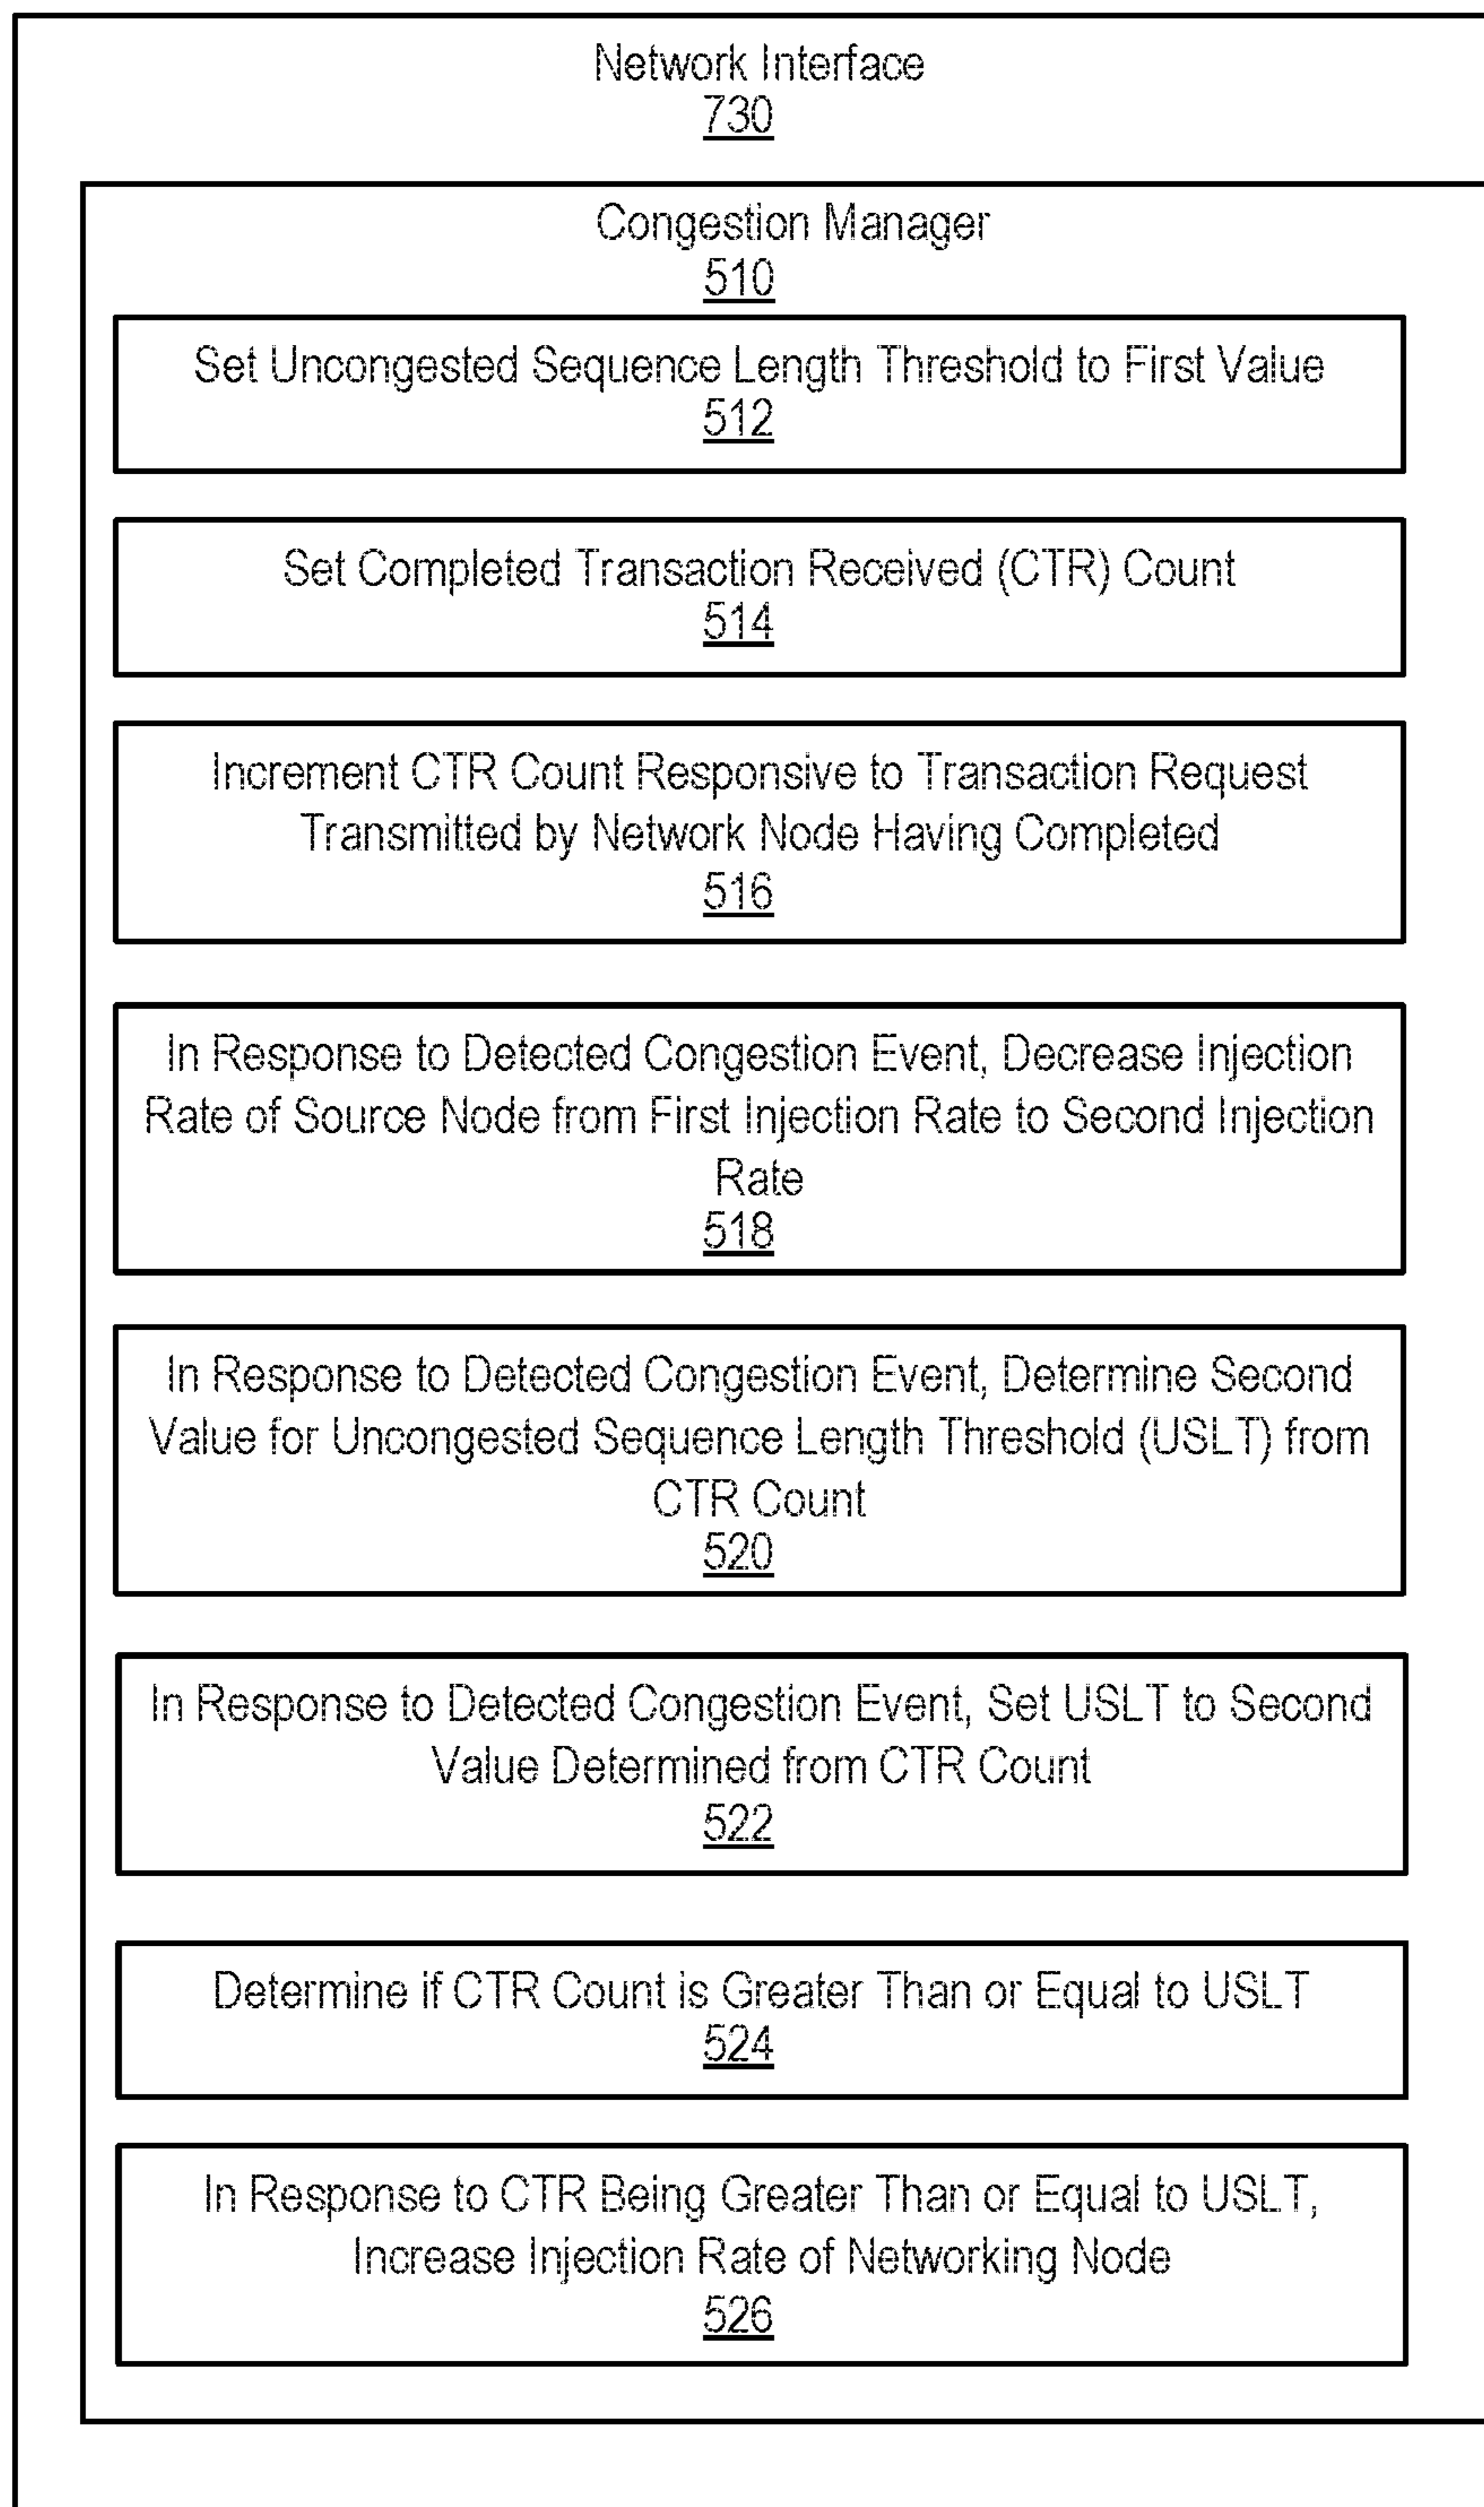 Network Interface
730
Congestion Manager
510
Set Uncongested Sequence Length Threshold to First Value
512
Set Completed Transaction Received (CTR) Count
514
Increment CTR Count Responsive to Transaction Request
Transmitted by Network Node Having Completed
516
In Response to Detected Congestion Event, Decrease Injection
Rate of Source Node from First Injection Rate to Second Injection
Rate
518
In Response to Detected Congestion Event, Determine Second
Value for Uncongested Sequence Length Threshold (USLT) from
CTR Count
520
In Response to Detected Congestion Event, Set USLT to Second
Value Determined from CTR Count
522
Determine if CTR Count is Greater Than or Equal to USLT
524
In Response to CTR Being Greater Than or Equal to USLT,
Increase Injection Rate of Networking Node
526